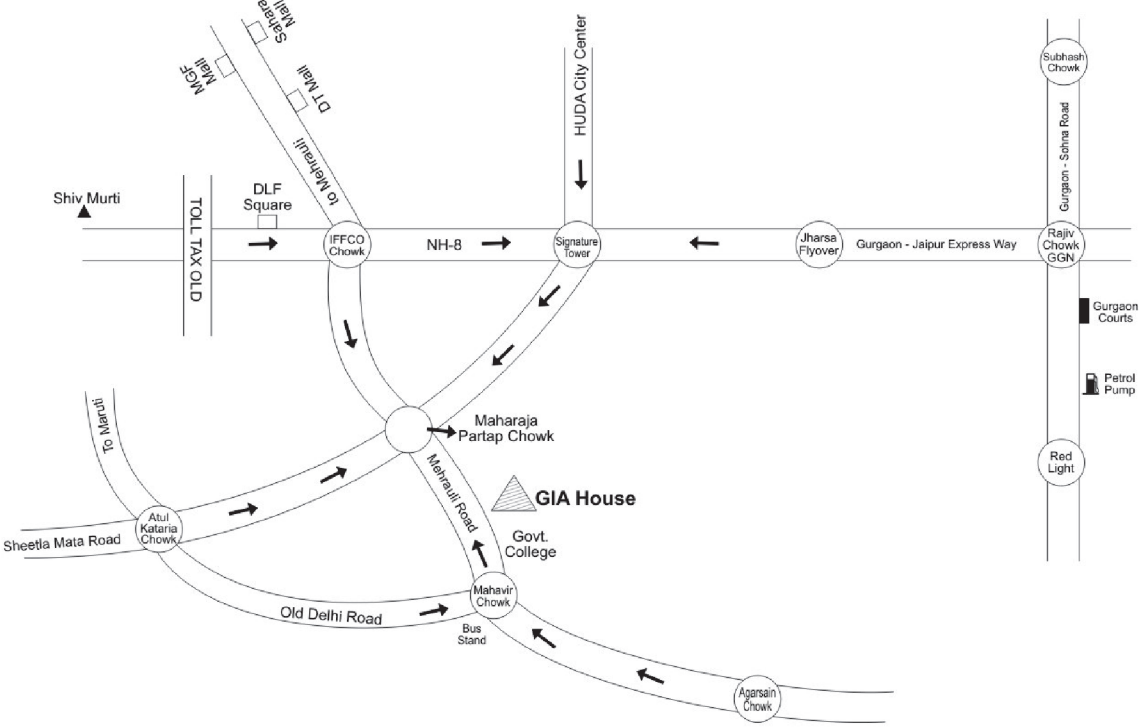 Sahara
Mall
MGF
Mall
DT Mall
to Mehrauli
HUDA City Center
Subhash
Chowk
Gurgaon - Sohna Road
Shiv Murti
TOLL TAX OLD
DLF
Square
IFFCO
Chowk
NH-8
Signature
Tower
Jharsa
Flyover
Gurgaon - Jaipur Express Way
Rajiv
Chowk
GGN
Gurgaon
Courts
Petrol
Pump
Red
Light
To Maruti
Maharaja
Partap Chowk
Mehrauli Road
GIA House
Govt.
College
Atul
Kataria
Chowk
Sheetla Mata Road
Old Delhi Road
Mahavir
Chowk
Bus
Stand
Agarsain
Chowk